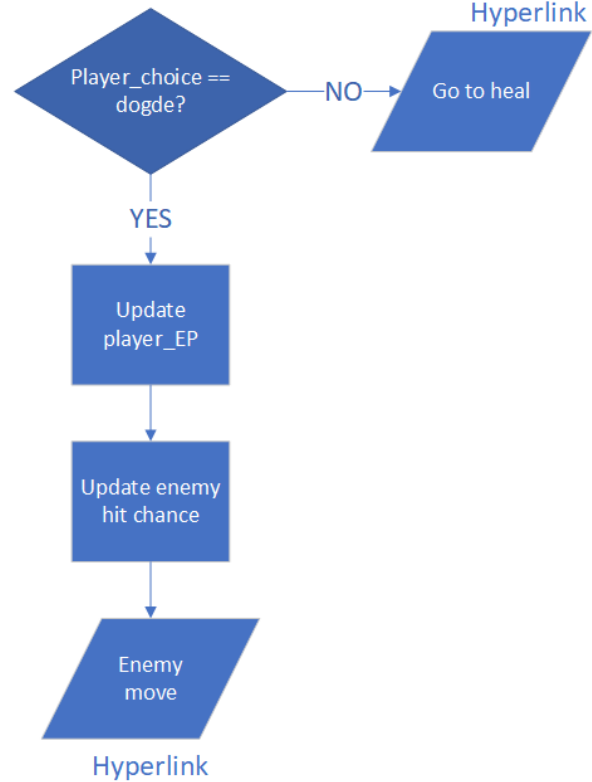 Hyperlink
Player_choice ==
dogde?
NO
Go to heal
YES
Update
player_EP
Update enemy
hit chance
Enemy
move
Hyperlink